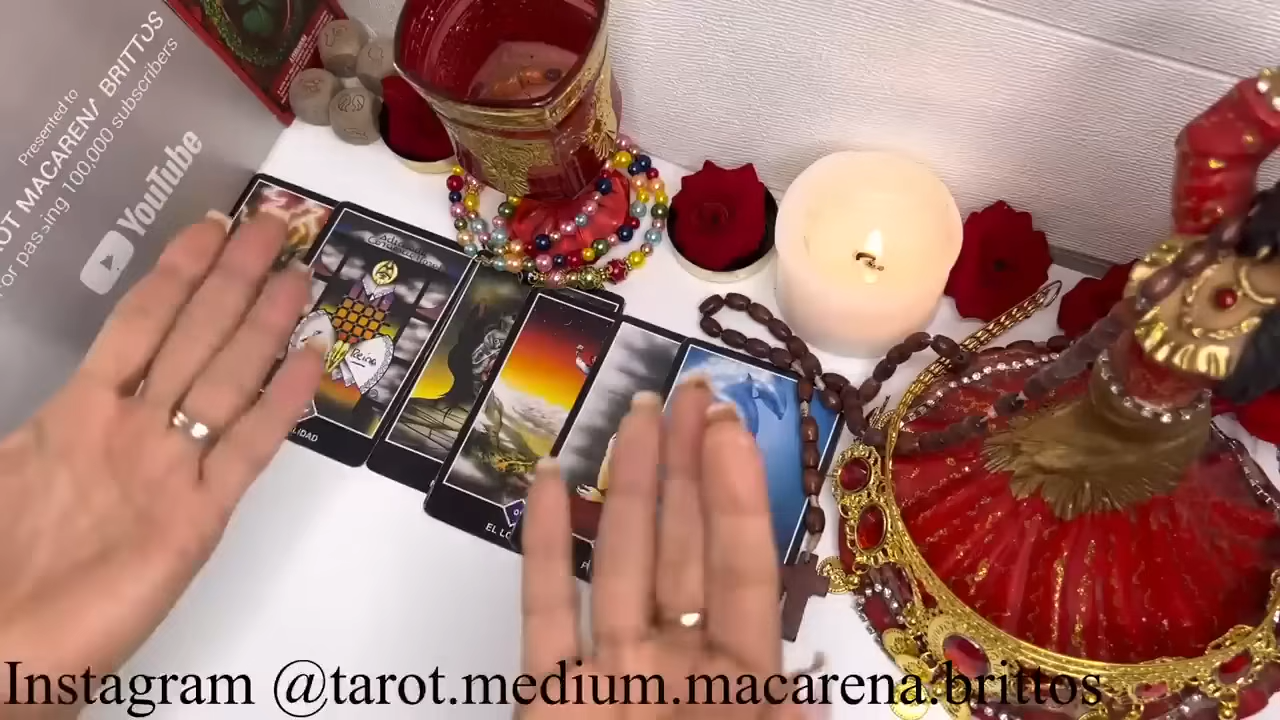 Presented to
OT MACARENA BRITTOS
For passing 100,000 subscribers
YouTube
Reina
LIDAD
EL LO
Instagram @tarot.medium.macarena.brittos